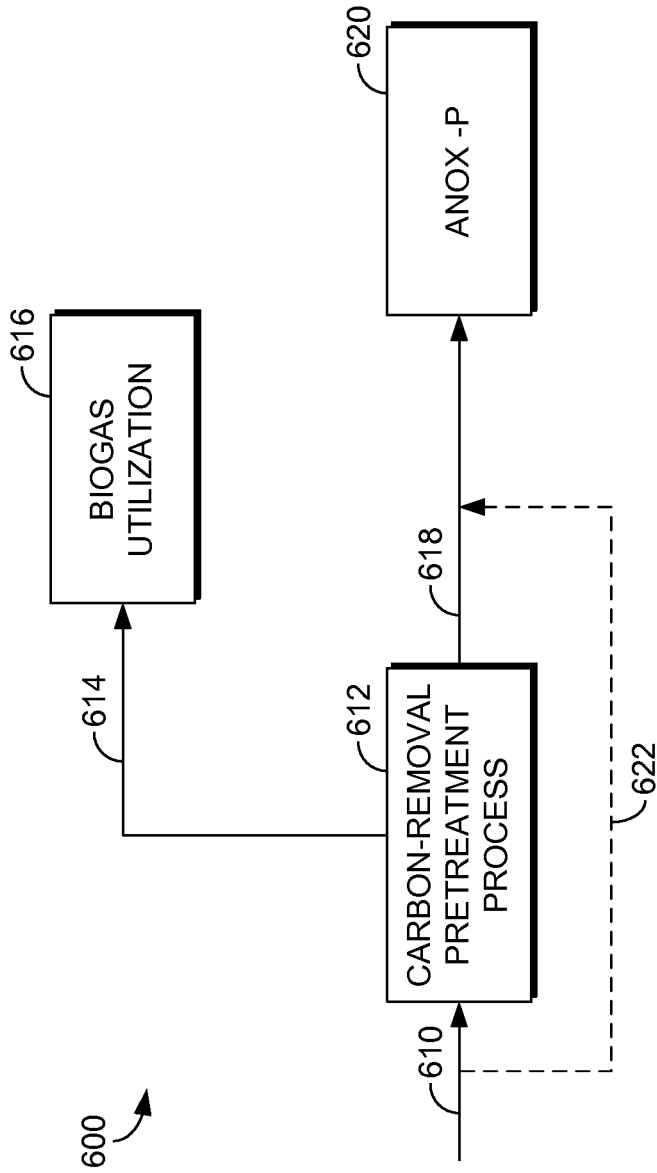 600
610
CARBON-REMOVAL
PRETREATMENT
PROCESS
612
614
BIOGAS
UTILIZATION
616
618
622
ANOX -P
620